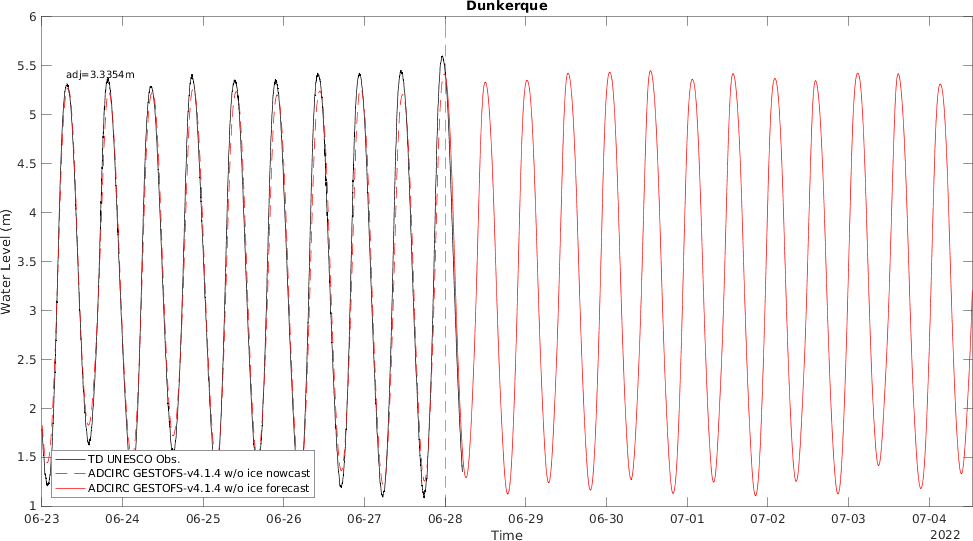 Dunkerque
6
5.5
5
4.5
4
3.5
3
2.5
2
1.5
1
Water Level (m)
adj=3.3354m
TD UNESCO Obs.
ADCIRC GESTOFS-v4.1.4 w/o ice nowcast
ADCIRC GESTOFS-v4.1.4 w/o ice forecast
06-23 06-24 06-25 06-26 06-27 06-28 06-29 06-30 07-01 07-02 07-03 07-04
Time
2022